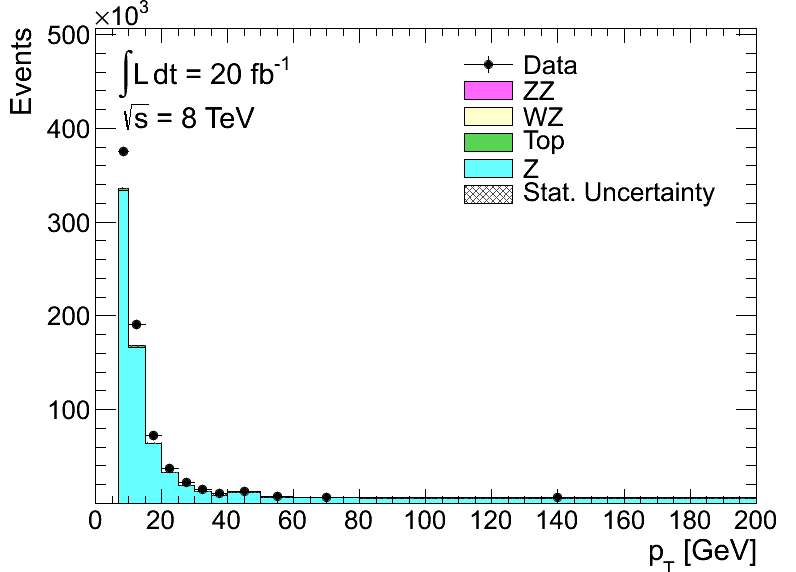 ×10³
Events
500
400
300
200
100
∫L dt = 20 fb⁻¹
√s = 8 TeV
Data
ZZ
WZ
Top
Z
Stat. Uncertainty
0 20 40 60 80 100 120 140 160 180 200
p_T [GeV]